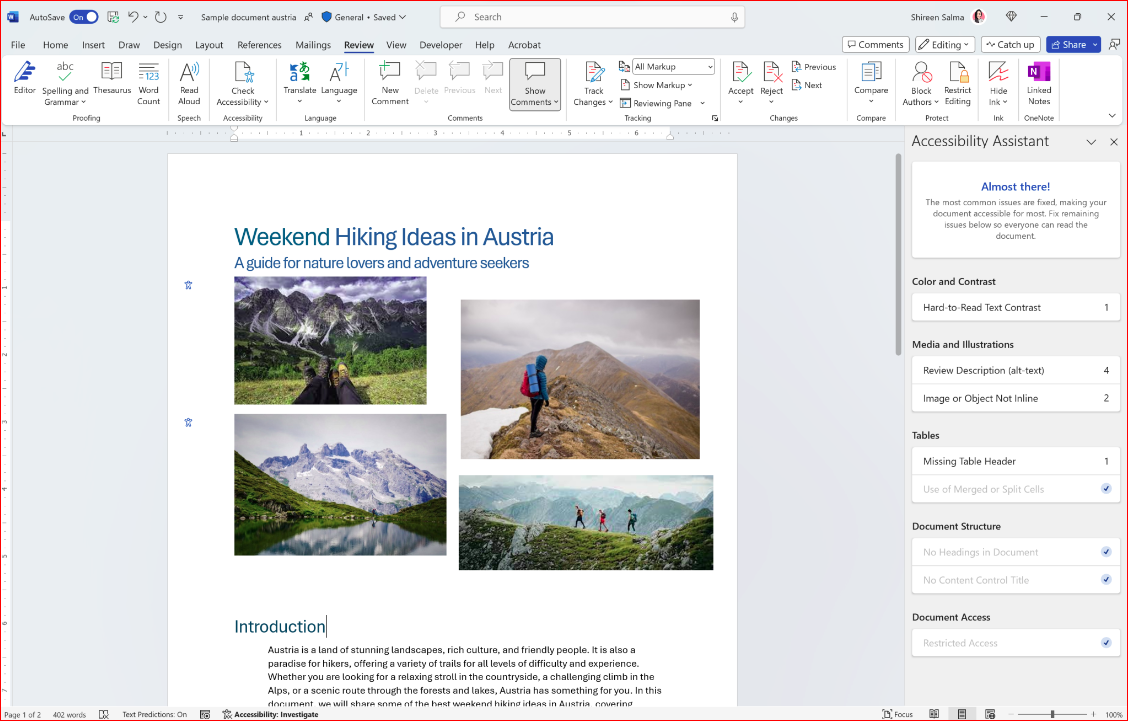 AutoSave On Sample document austria General • Saved Search Shireen Salma
File Home Insert Draw Design Layout References Mailings Review View Developer Help Acrobat Comments Editing Catch up Share
Editor
Spelling and
Grammar
Thesaurus
Word
Count
Proofing
Read
Aloud
Speech
Check
Accessibility
Accessibility
Translate
Language
Language
New
Comment
Delete
Previous
Next
Show
Comments
Comments
Track
Changes
All Markup
Show Markup
Reviewing Pane
Tracking
Accept
Reject
Previous
Next
Changes
Compare
Compare
Block
Authors
Restrict
Editing
Protect
Hide
Ink
Ink
Linked
Notes
OneNote
1 2 3 4 5 6
Weekend Hiking Ideas in Austria
A guide for nature lovers and adventure seekers
Introduction
Austria is a land of stunning landscapes, rich culture, and friendly people. It is also a
paradise for hikers, offering a variety of trails for all levels of difficulty and experience.
Whether you are looking for a relaxing stroll in the countryside, a challenging climb in the
Alps, or a scenic route through the forests and lakes, Austria has something for you. In this
document, we will share some of the best weekend hiking ideas in Austria, covering
Accessibility Assistant
Almost there!
The most common issues are fixed, making your
document accessible for most. Fix remaining
issues below so everyone can read the
document.
Color and Contrast
Hard-to-Read Text Contrast 1
Media and Illustrations
Review Description (alt-text) 4
Image or Object Not Inline 2
Tables
Missing Table Header 1
Use of Merged or Split Cells
Document Structure
No Headings in Document
No Content Control Title
Document Access
Restricted Access
Page 1 of 2 402 words Text Predictions: On Accessibility: Investigate Focus 100%